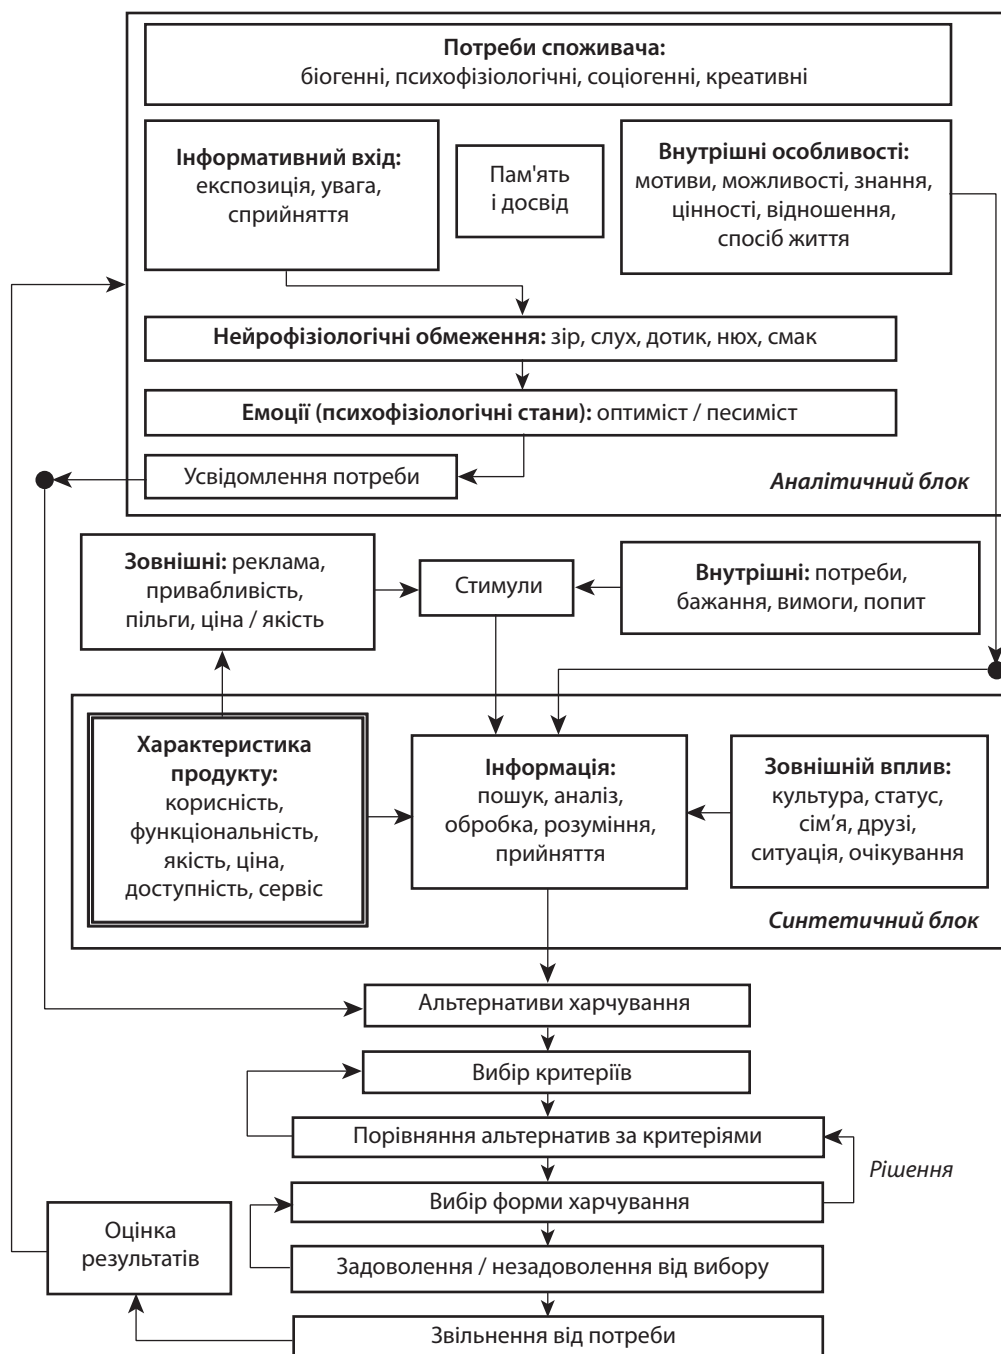 Потреби споживача:
біогенні, психофізіологічні, соціогенні, креативні
Інформативний вхід:
експозиція, увага,
сприйняття
Пам'ять
і досвід
Внутрішні особливості:
мотиви, можливості, знання,
цінності, відношення,
спосіб життя
Нейрофізіологічні обмеження: зір, слух, дотик, нюх, смак
Емоції (психофізіологічні стани): оптиміст / песиміст
Усвідомлення потреби
Аналітичний блок
Зовнішні: реклама,
привабливість,
пільги, ціна / якість
Стимули
Внутрішні: потреби,
бажання, вимоги, попит
Характеристика
продукту:
корисність,
функціональність,
якість, ціна,
доступність, сервіс
Інформація:
пошук, аналіз,
обробка, розуміння,
прийняття
Зовнішній вплив:
культура, статус,
сім’я, друзі,
ситуація, очікування
Синтетичний блок
Альтернативи харчування
Вибір критеріїв
Порівняння альтернатив за критеріями
Рішення
Вибір форми харчування
Оцінка
результатів
Задоволення / незадоволення від вибору
Звільнення від потреби